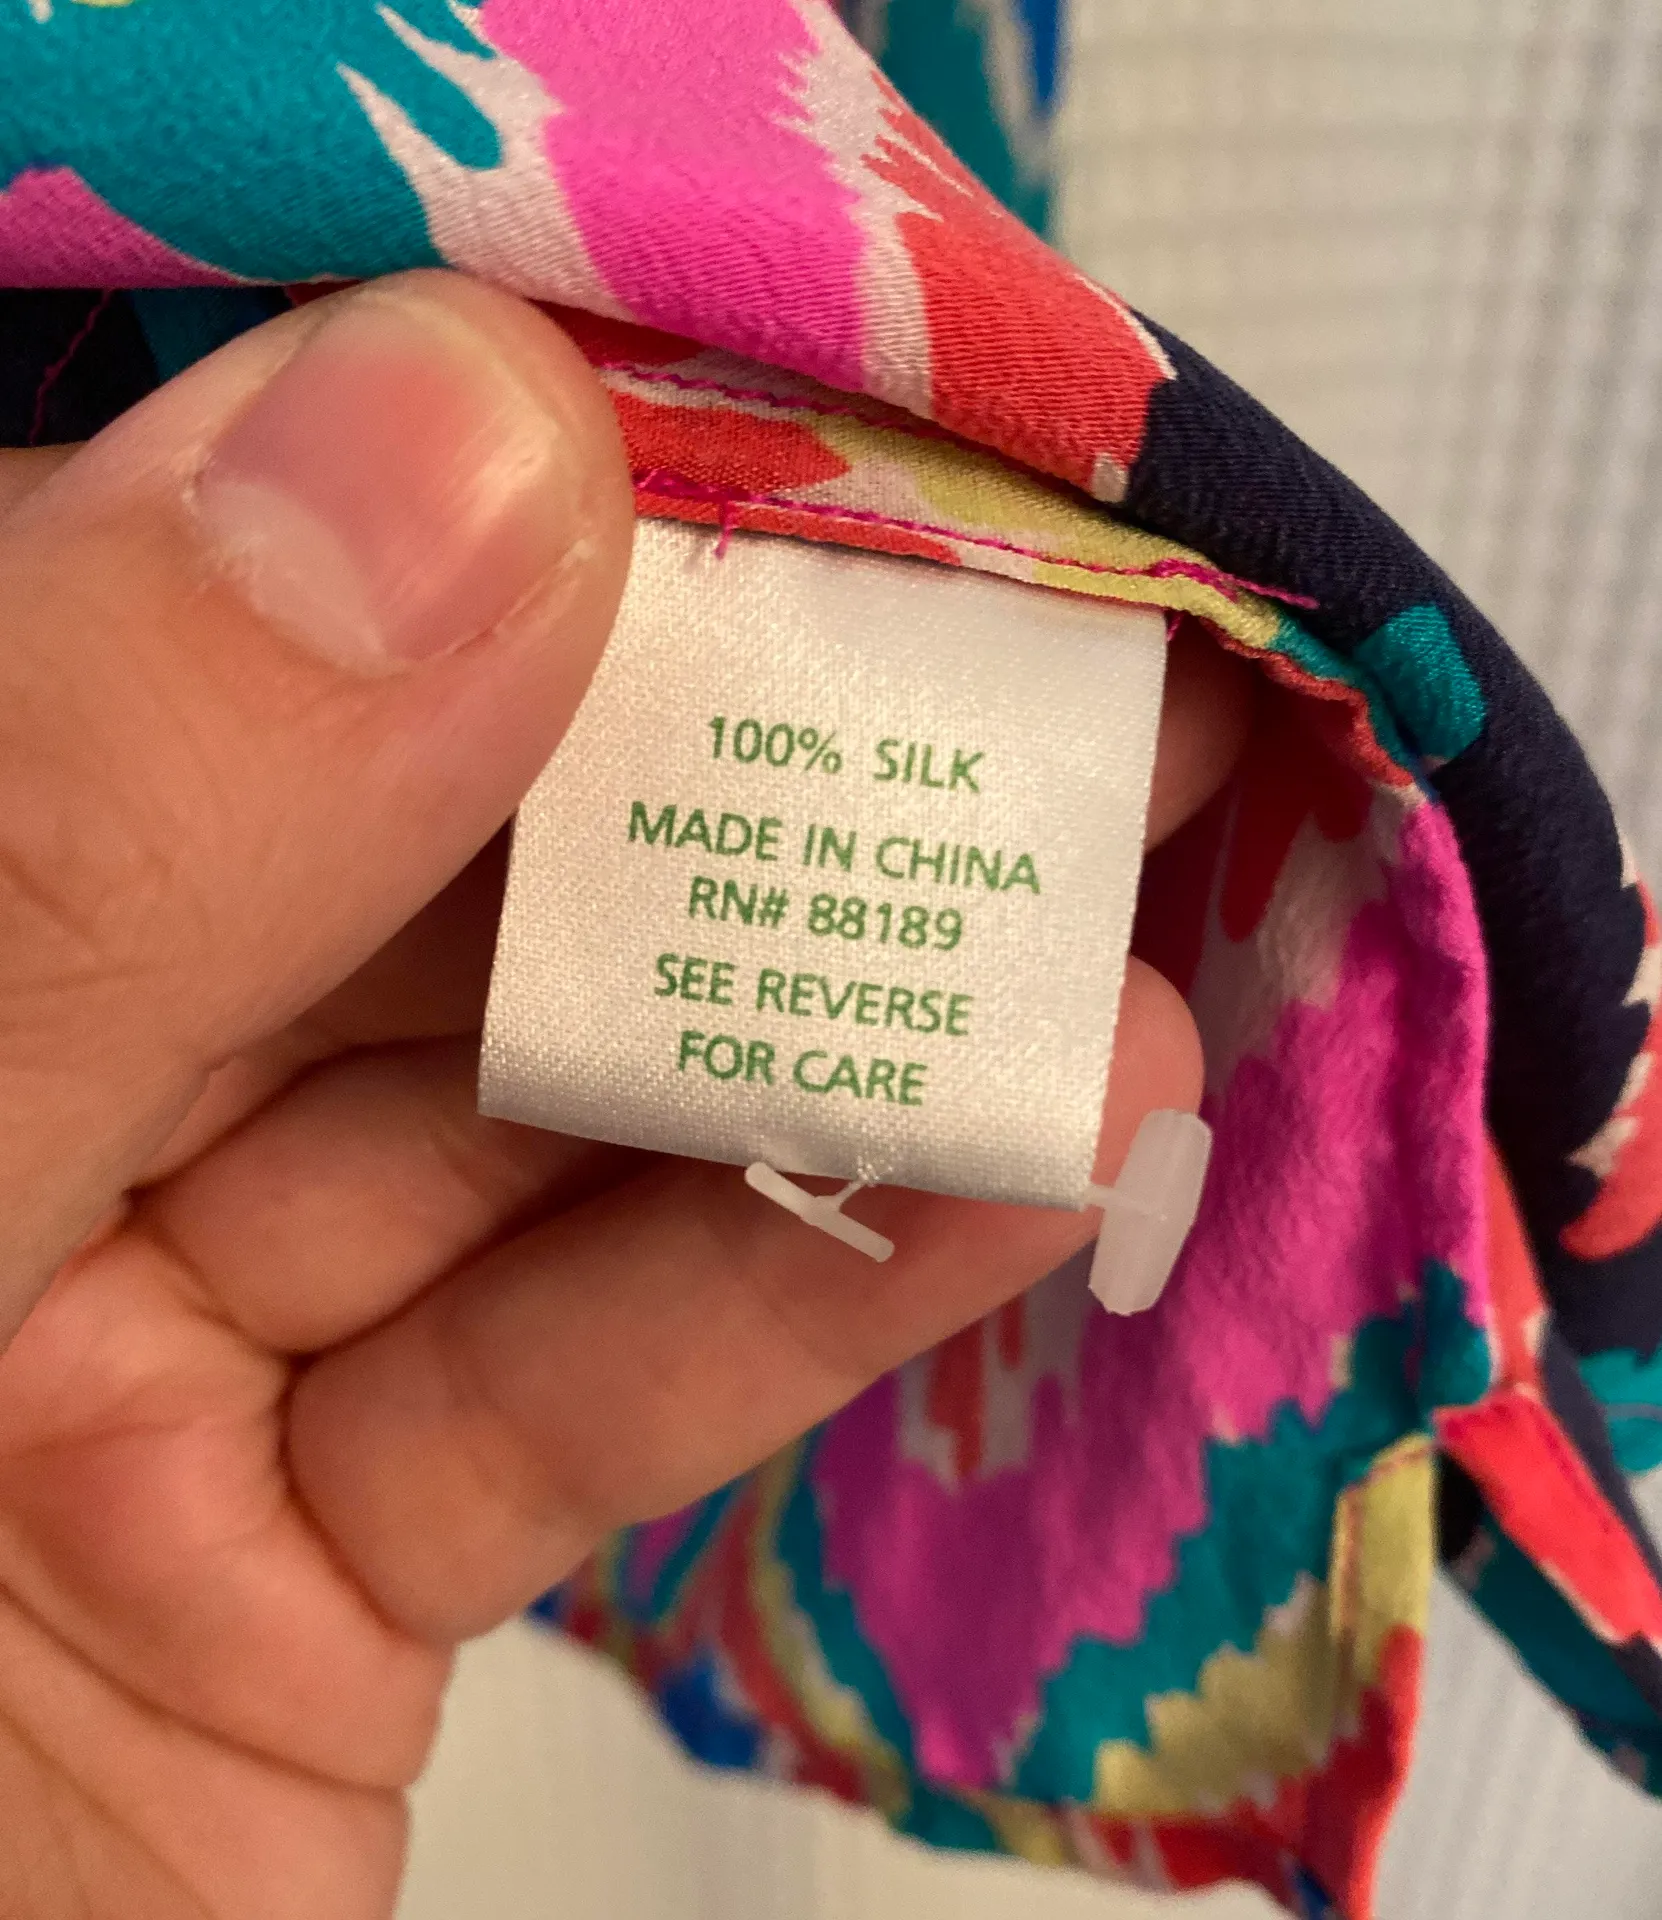 100% SILK
MADE IN CHINA
RN# 88189
SEE REVERSE
FOR CARE